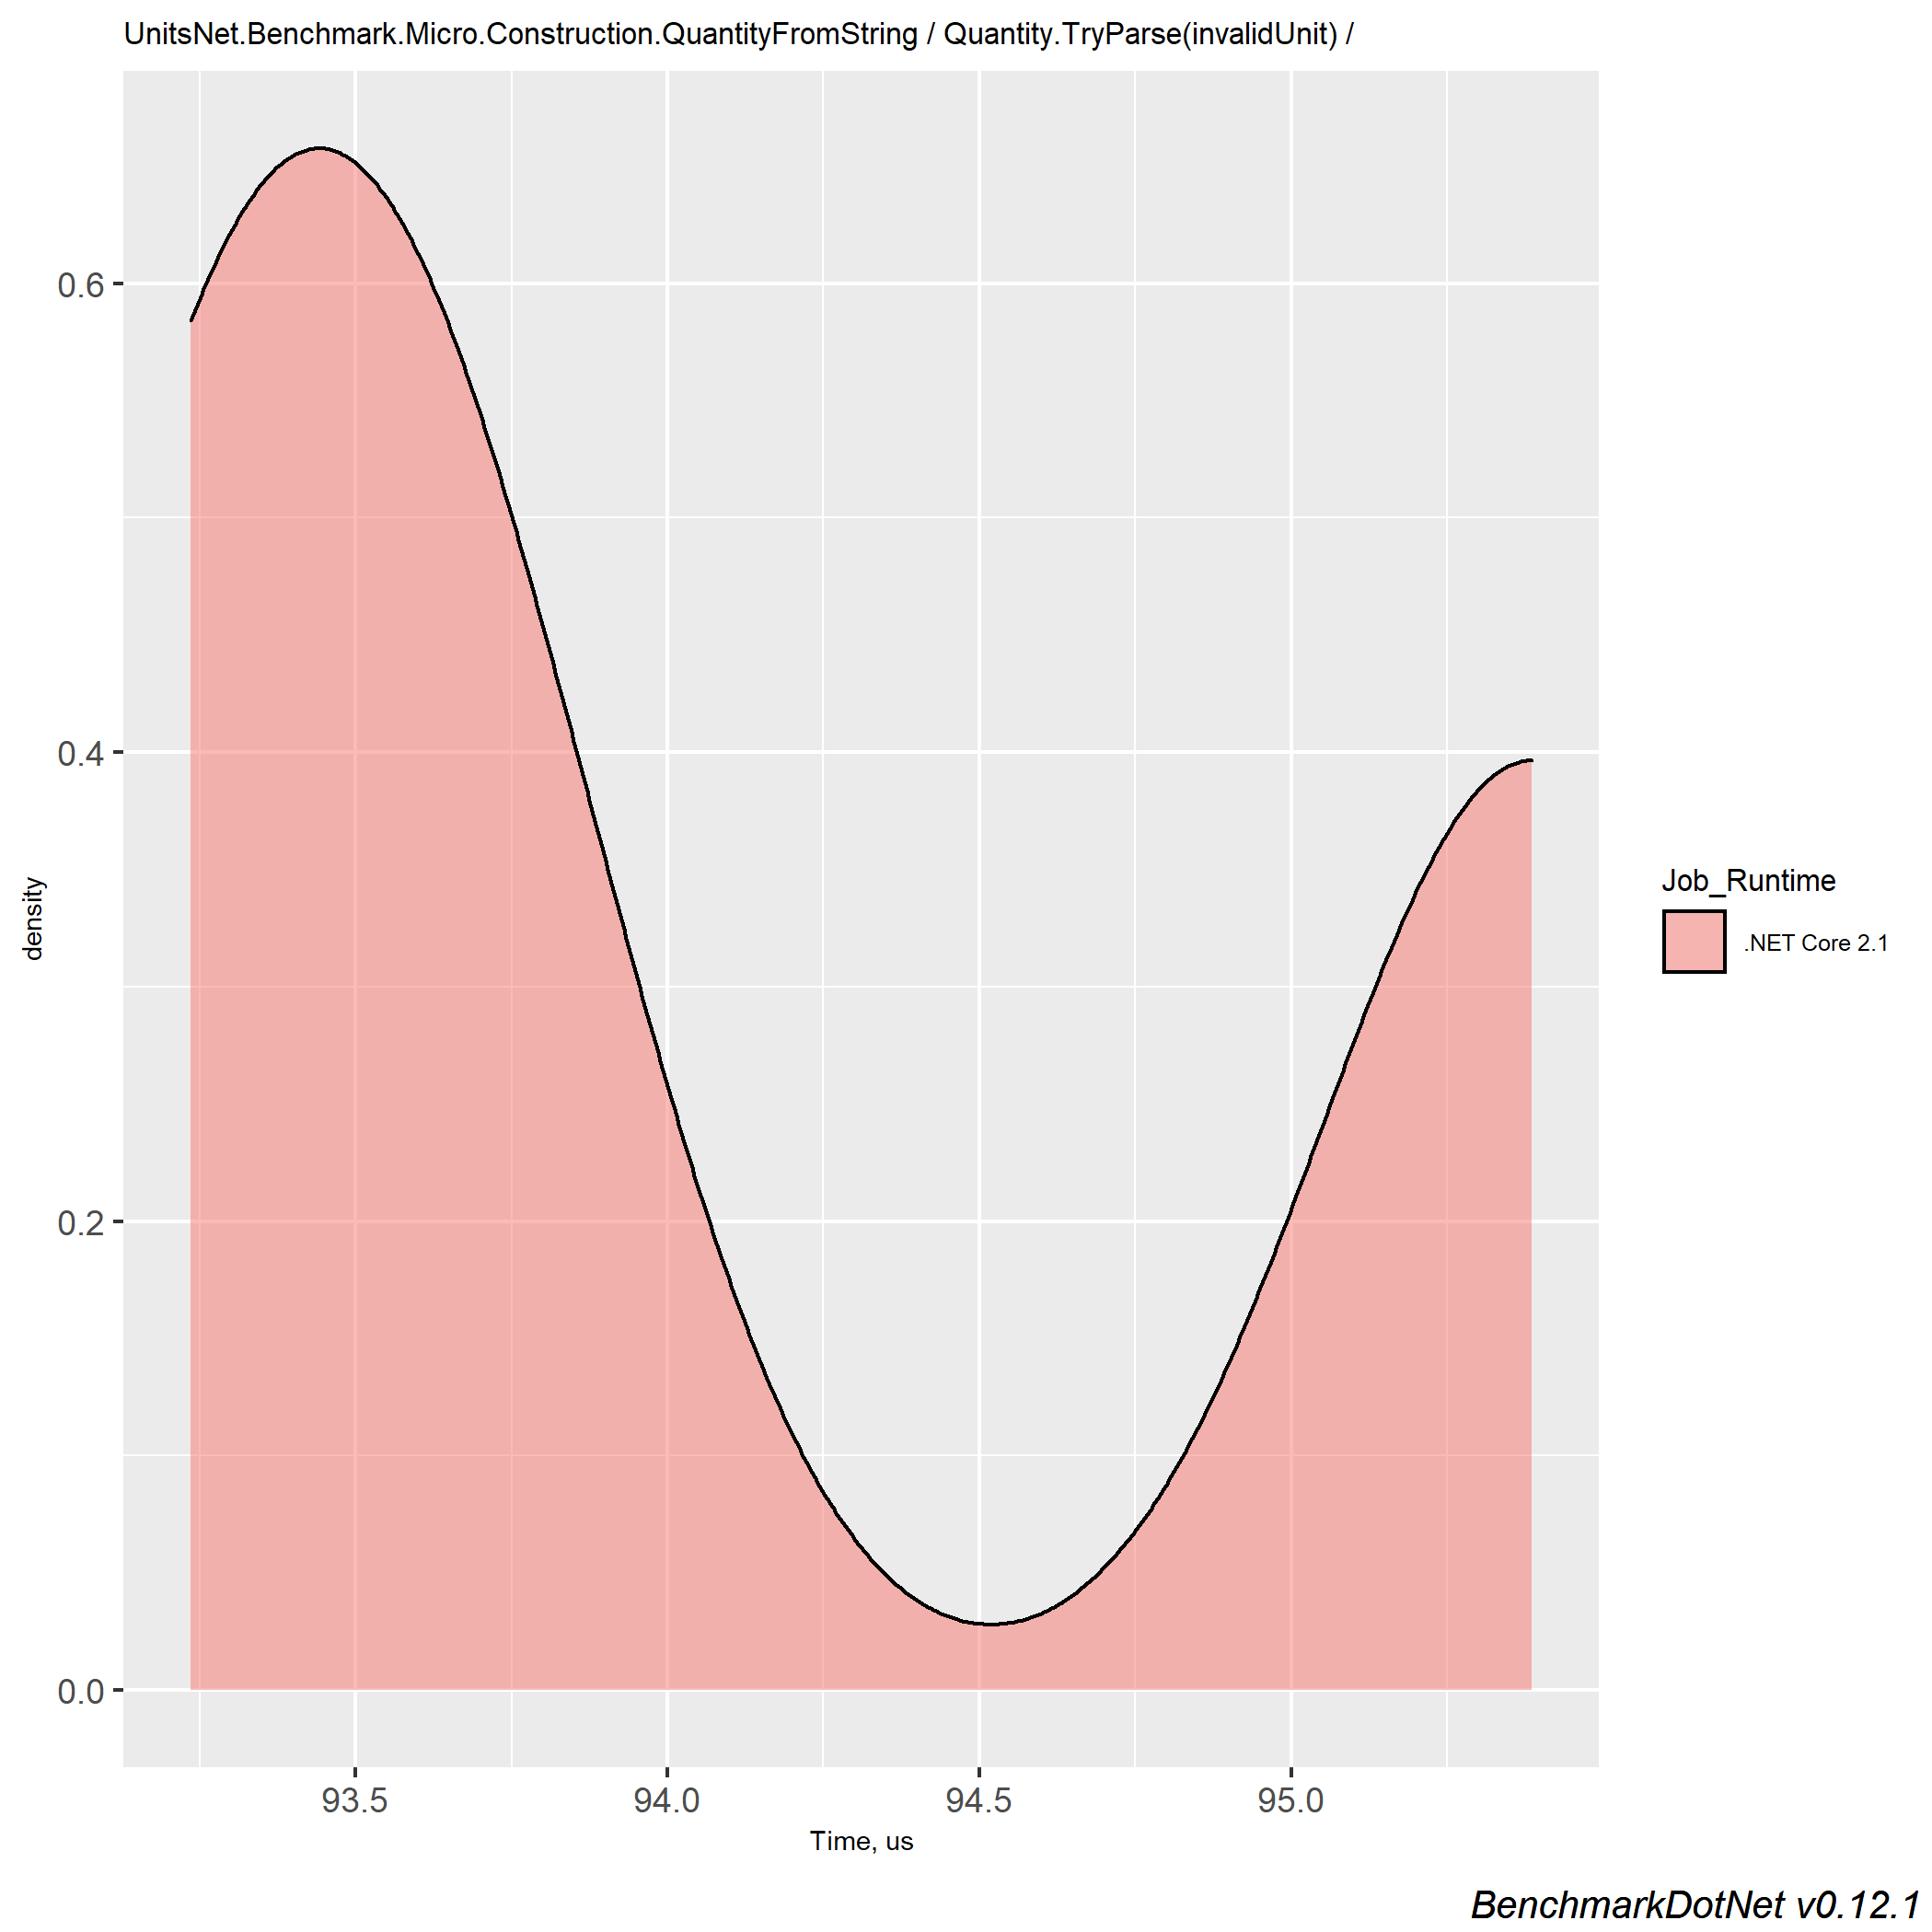 UnitsNet.Benchmark.Micro.Construction.QuantityFromString / Quantity.TryParse(invalidUnit) /
0.6
0.4
0.2
0.0
density
93.5 94.0 94.5 95.0
Time, us
Job_Runtime
.NET Core 2.1
BenchmarkDotNet v0.12.1